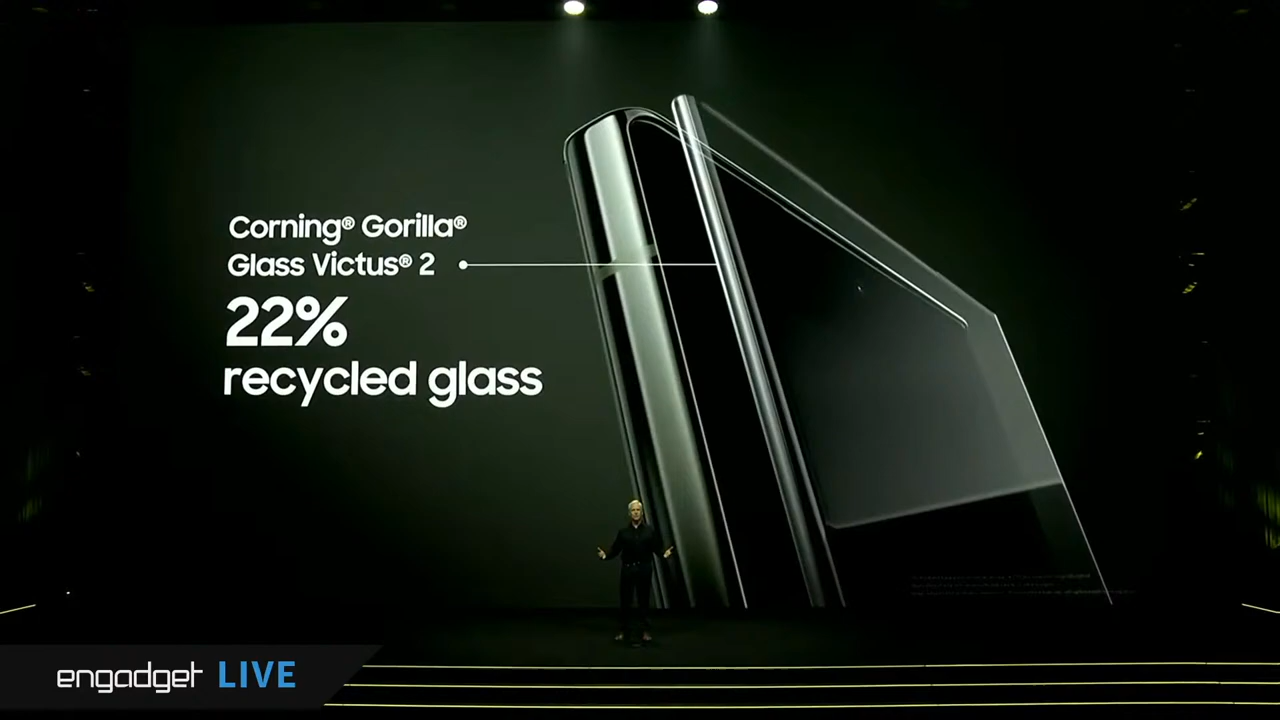 Corning® Gorilla®
Glass Victus® 2
22%
recycled glass
engadget LIVE